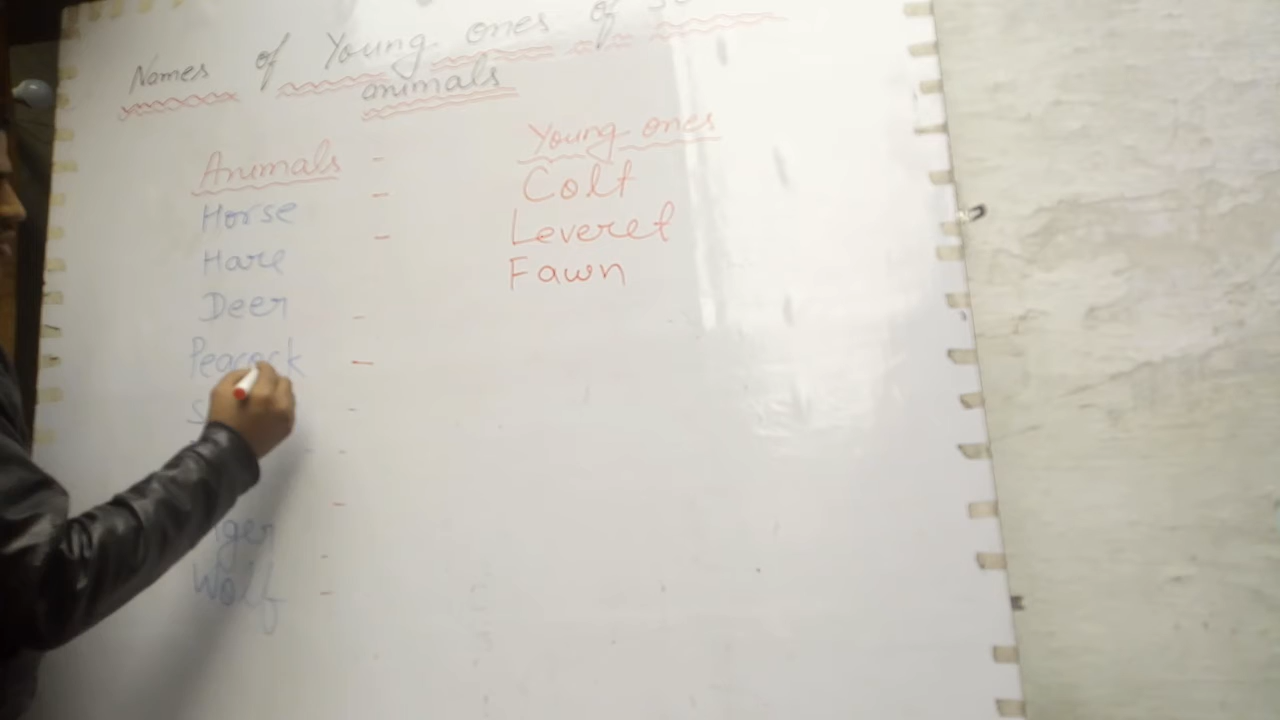 Names of Young ones of
animals
Animals - Young ones
Horse - Colt
Hare - Leveret
Deer Fawn
-
Peacock -
-
-
-
-
Wolf -